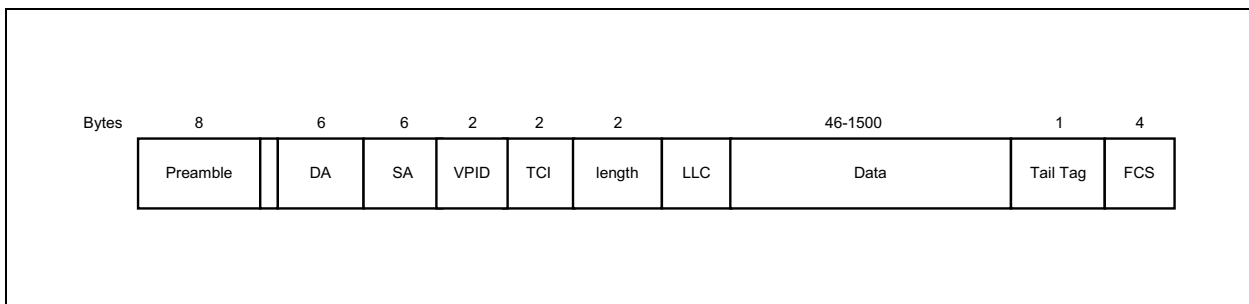 Bytes 8 6 6 2 2 2 46-1500 1 4
Preamble DA SA VPID TCI length LLC Data Tail Tag FCS